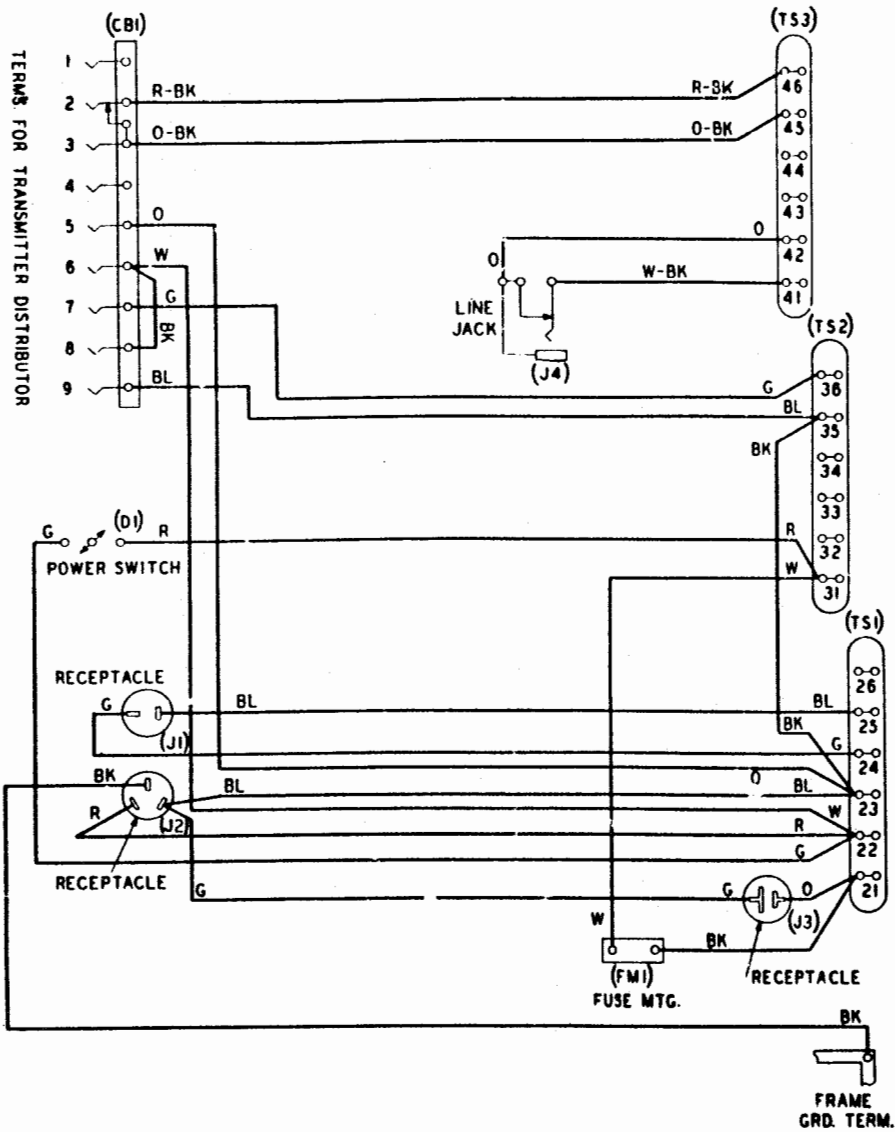 (CB1)
(TS3)
TERMS FOR TRANSMITTER DISTRIBUTOR
1
2
R-BK
R-BK
46
3
O-BK
O-BK
45
4
44
43
5
O
O
42
6
W
O
W-BK
41
7
G
LINE
JACK
BK
8
(J4)
(TS2)
9
BL
G
36
BL
35
BK
34
33
G
(D1)
R
R
32
POWER SWITCH
W
31
(TS1)
RECEPTACLE
26
G
BL
BL
25
(J1)
BK
G
24
BK
BL
O
BL
23
R
(J2)
W
R
22
G
RECEPTACLE
G
G
O
21
(J3)
W
BK
(FM1)
FUSE MTG.
RECEPTACLE
BK
FRAME
GRD. TERM.